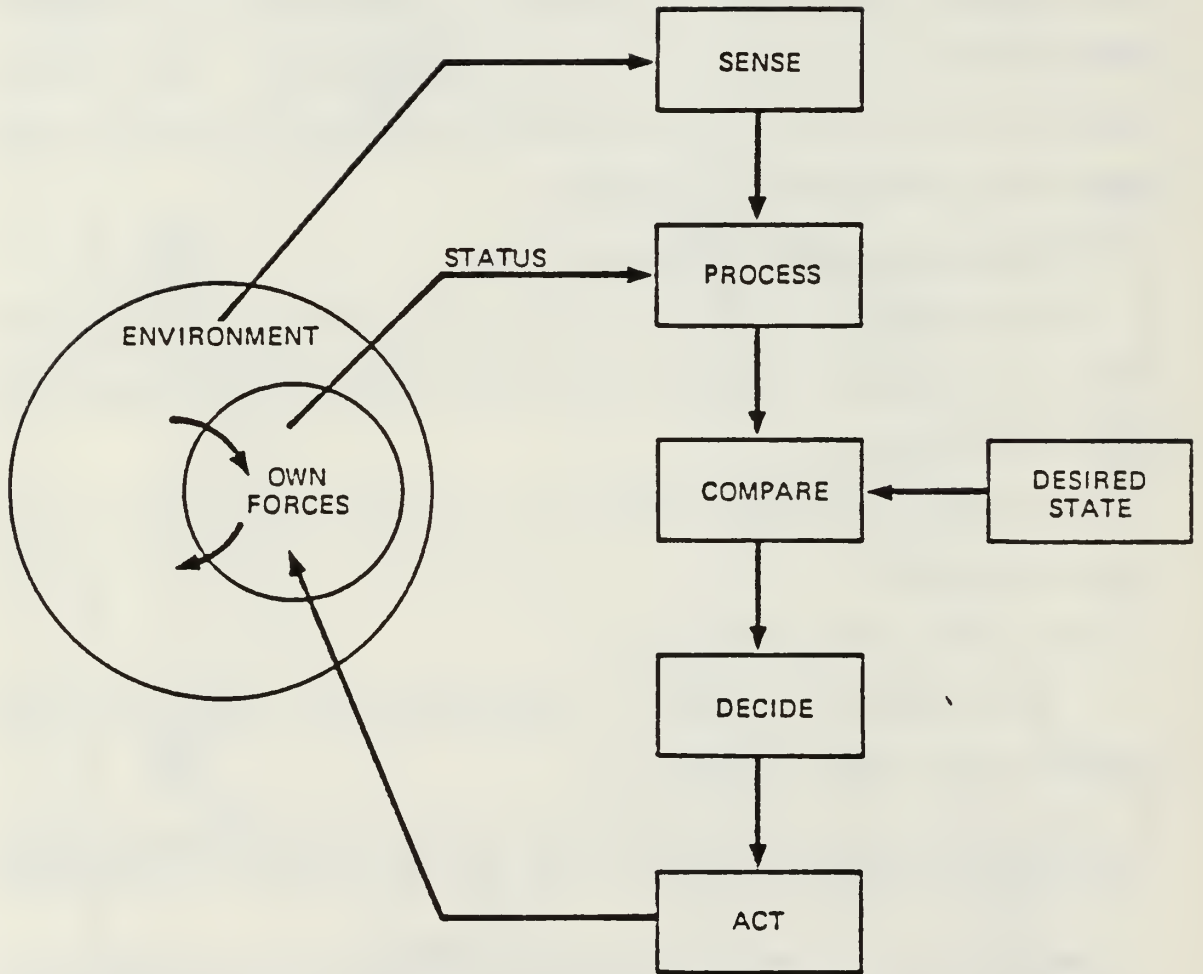 SENSE
STATUS
PROCESS
ENVIRONMENT
OWN
FORCES
COMPARE
DESIRED
STATE
DECIDE
ACT